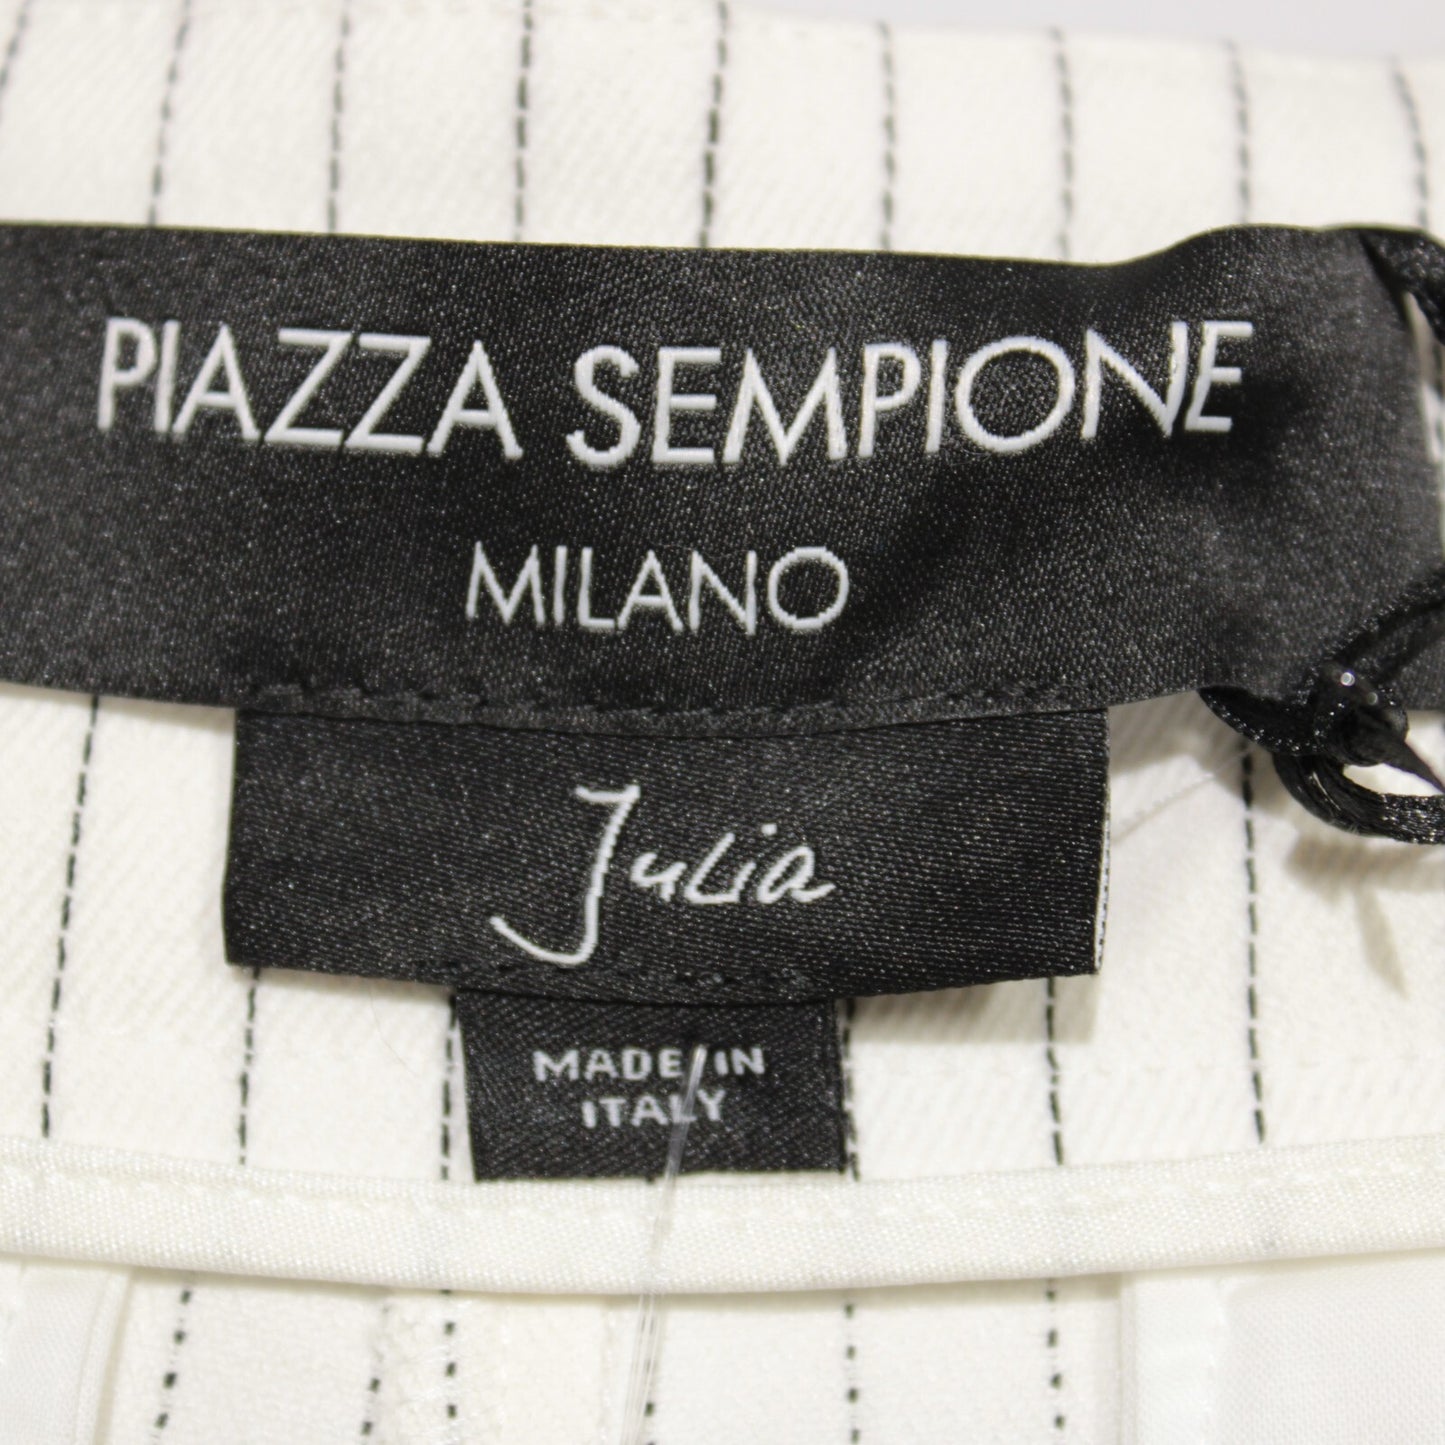 PIAZZA SEMPIONE
MILANO
Julia
MADE IN
ITALY